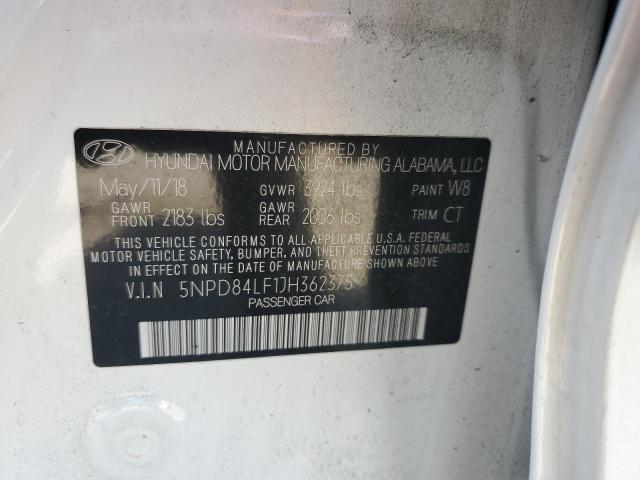 MANUFACTURED BY
HYUNDAI MOTOR MANUFACTURING ALABAMA, LLC
May/11/18 GVWR 3924 lbs PAINT W8
GAWR FRONT 2183 lbs GAWR REAR 2006 lbs TRIM CT
THIS VEHICLE CONFORMS TO ALL APPLICABLE U.S.A. FEDERAL
MOTOR VEHICLE SAFETY, BUMPER, AND THEFT PREVENTION STANDARDS
IN EFFECT ON THE DATE OF MANUFACTURE SHOWN ABOVE.
V.I.N 5NPD84LF1JH362375
PASSENGER CAR